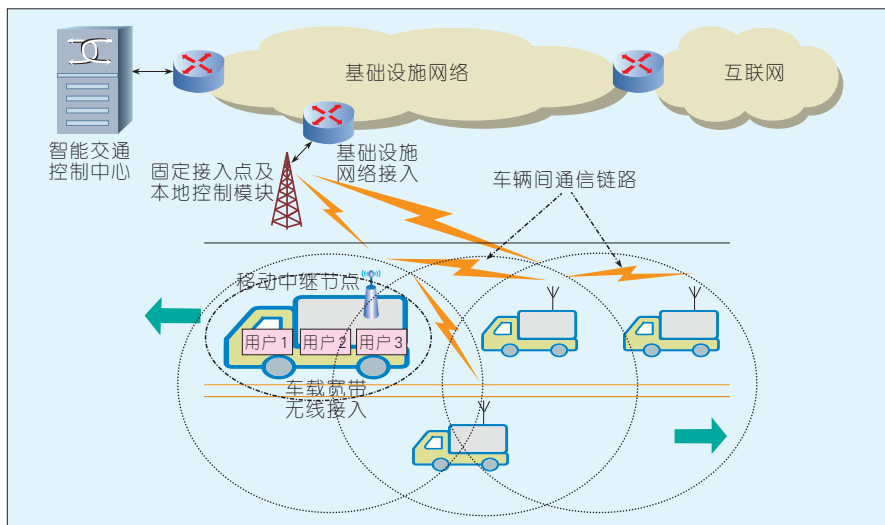 基础设施网络
互联网
智能交通
控制中心
固定接入点及
本地控制模块
基础设施
网络接入
车辆间通信链路
移动中继节点
用户1
用户2
用户3
车载宽带
无线接入